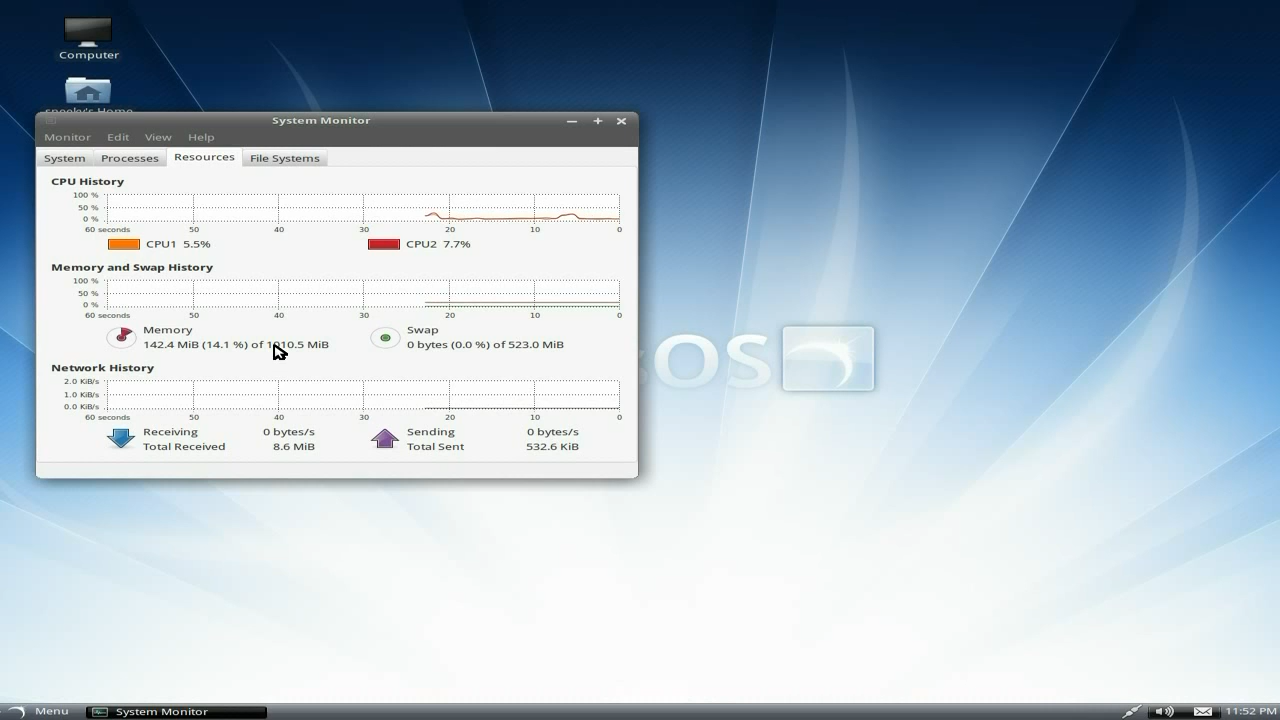 Computer
System Monitor
Monitor Edit View Help
System Processes Resources File Systems
CPU History
100 %
50 %
0 %
60 seconds 50 40 30 20 10 0
CPU1 5.5% CPU2 7.7%
Memory and Swap History
100 %
50 %
0 %
60 seconds 50 40 30 20 10 0
Memory Swap
142.4 MiB (14.1 %) of 1010.5 MiB 0 bytes (0.0 %) of 523.0 MiB
Network History
2.0 KiB/s
1.0 KiB/s
0.0 KiB/s
60 seconds 50 40 30 20 10 0
Receiving 0 bytes/s Sending 0 bytes/s
Total Received 8.6 MiB Total Sent 532.6 KiB
OS
Menu System Monitor 11:52 PM